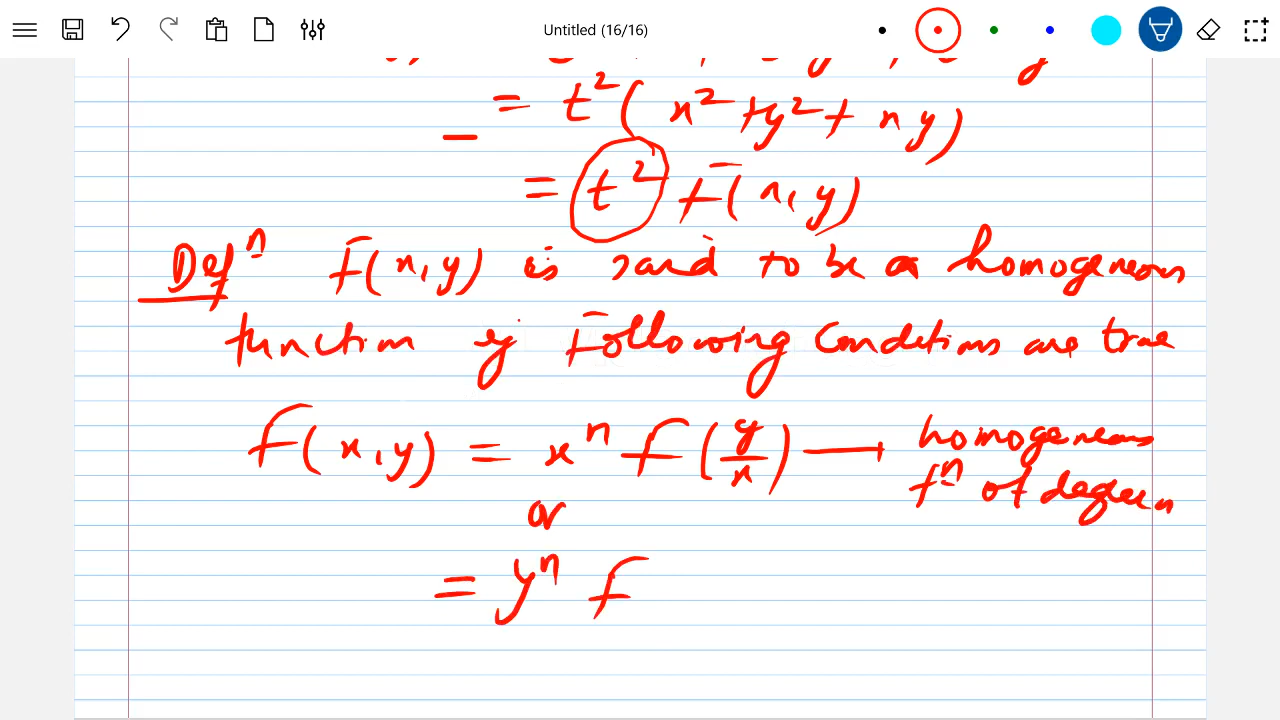 Untitled (16/16)
= t² ( x² + y² + xy )
= t² f(x,y)
Defⁿ f(x,y) is said to be a homogeneous
function if Following Conditions are true
f(x,y) = xⁿ f(y/x) → homogeneous
fⁿ of degree n
or
= yⁿ f